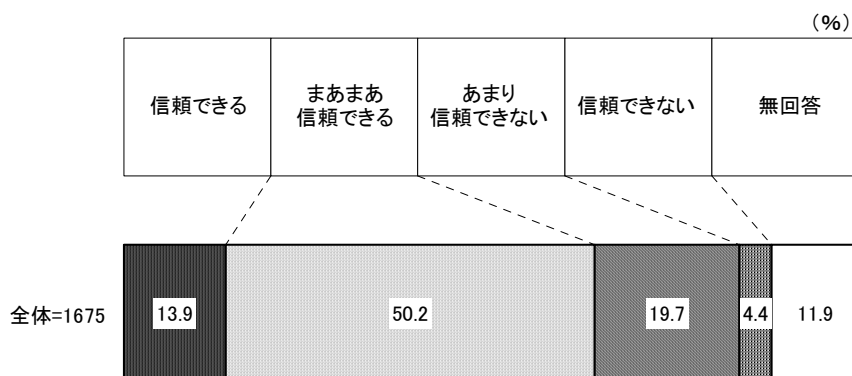 （％）
信頼できる
まあまあ
信頼できる
あまり
信頼できない
信頼できない
無回答
全体=1675
13.9
50.2
19.7
4.4
11.9